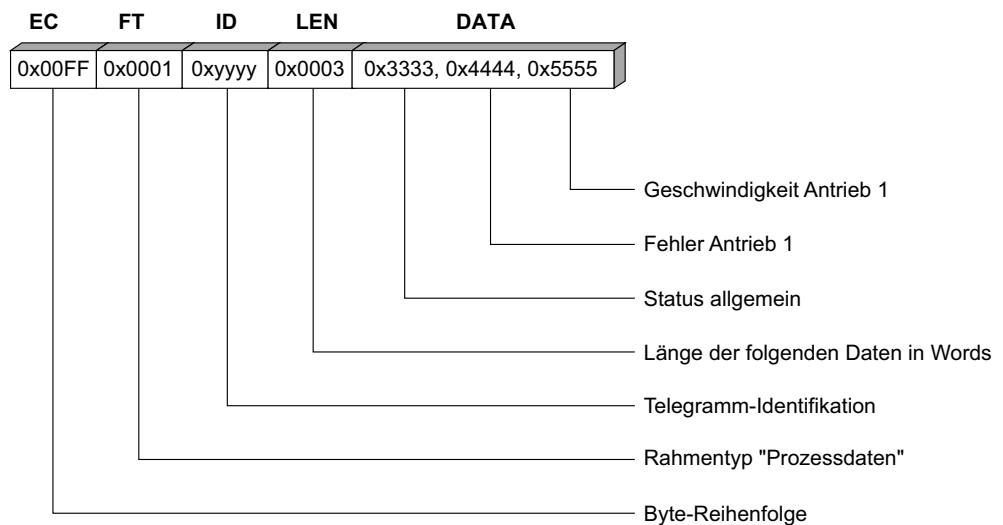 EC FT ID LEN DATA
0x00FF 0x0001 0xyyyy 0x0003 0x3333, 0x4444, 0x5555
Geschwindigkeit Antrieb 1
Fehler Antrieb 1
Status allgemein
Länge der folgenden Daten in Words
Telegramm-Identifikation
Rahmentyp "Prozessdaten"
Byte-Reihenfolge